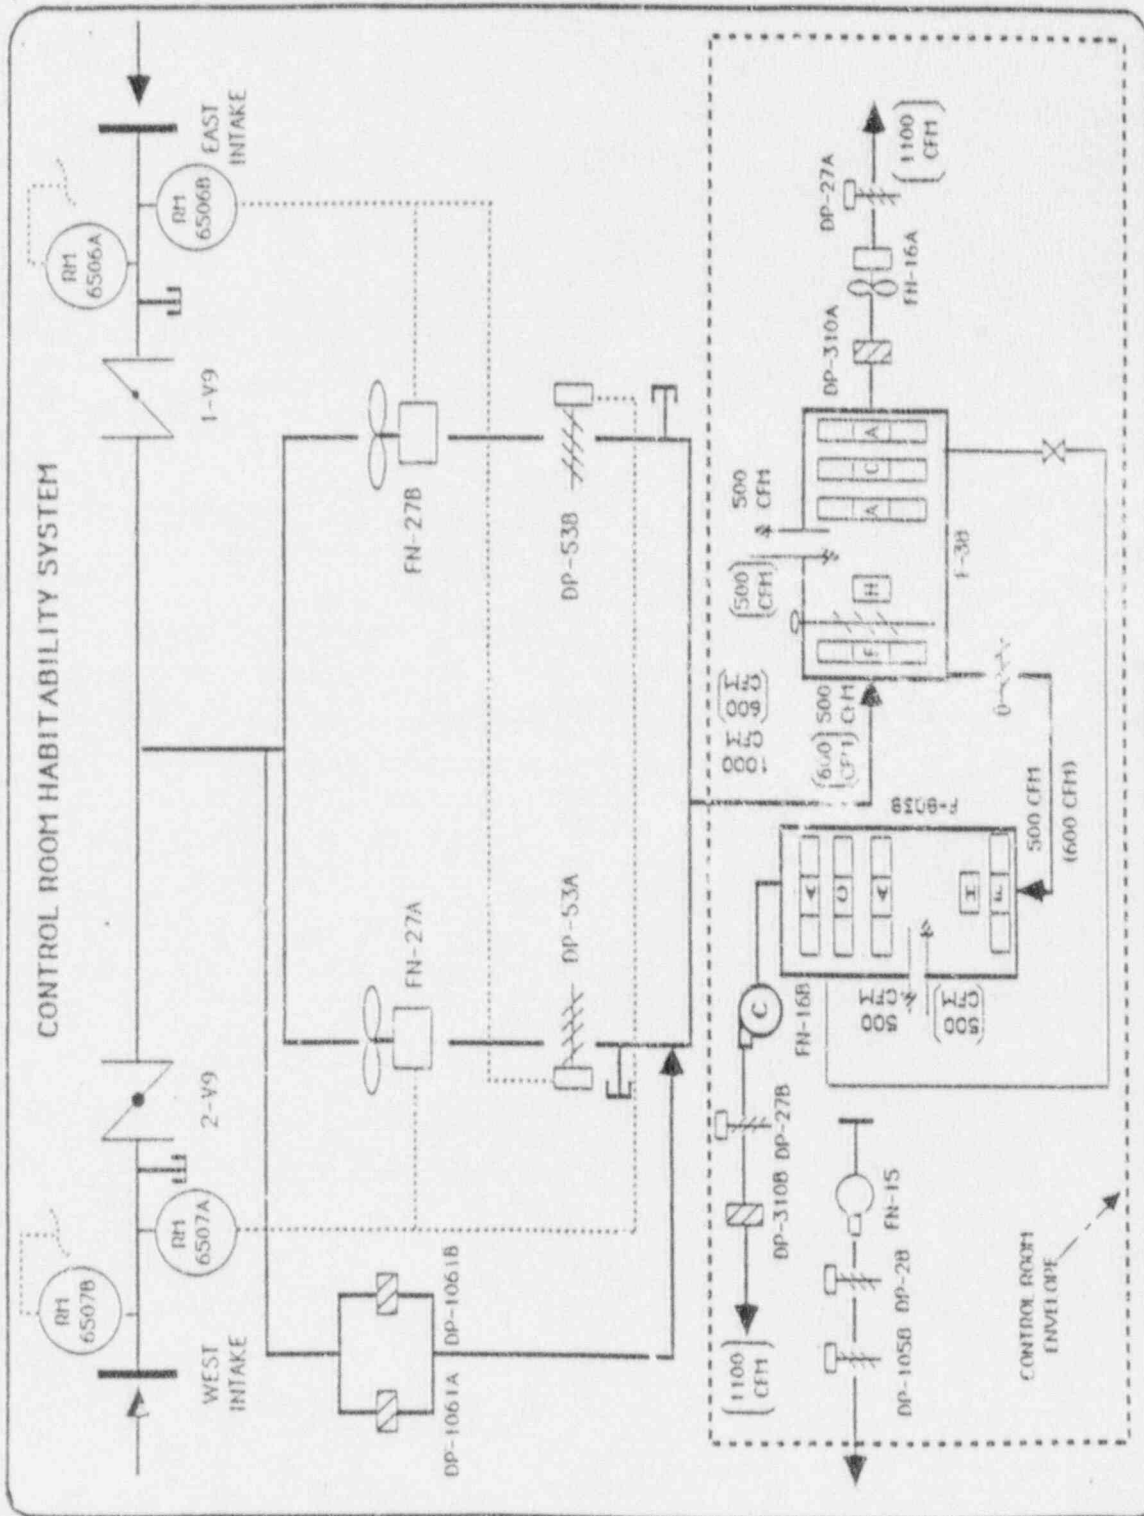 CONTROL ROOM HABITABILITY SYSTEM
RM
6507B
RM
6507A
WEST
INTAKE
2-V9
1-V9
RM
6506A
RM
6506B
EAST
INTAKE
FN-27A
FN-27B
DP-53A
DP-53B
DP-1061A
DP-1061B
1000
CFM
(600
CFM)
(600)
500
CFM
(500
CFM)
500
CFM
F
H
A
C
A
F-38
DP-310A
FN-16A
DP-27A
(1100
CFM)
F-8038
A
C
A
H
F
500
CFM
(500
CFM)
500 CFM
(600 CFM)
C
FN-16B
DP-27B
DP-310B
(1100
CFM)
FN-15
DP-28
DP-105B
CONTROL ROOM
ENVELOPE